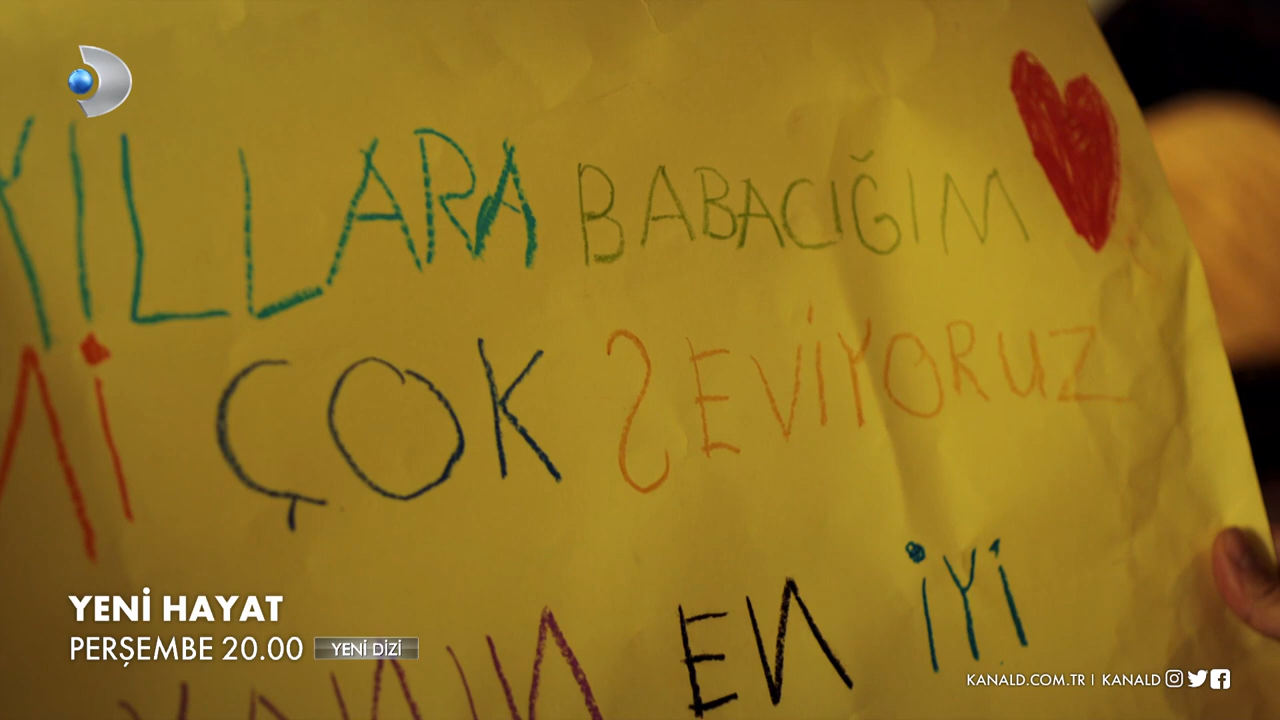 YILLARA BABACIĞIM
Nİ ÇOK SEVİYORUZ
EN İYİ
YENİ HAYAT
PERŞEMBE 20.00 YENİ DİZİ
KANALD.COM.TR | KANALD